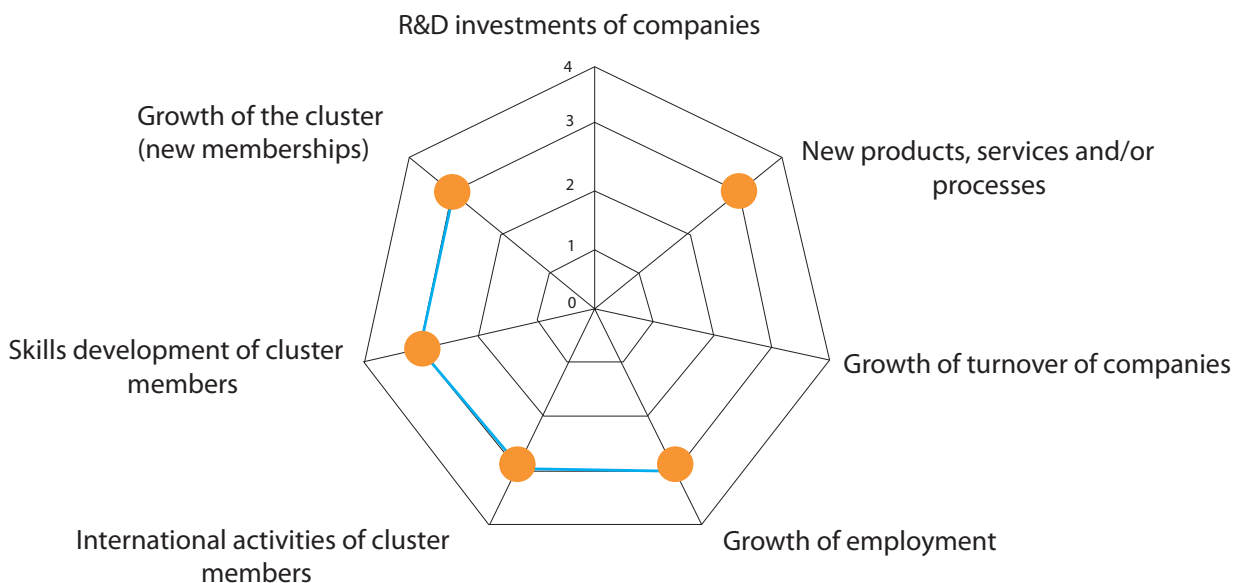 R&D investments of companies
4
Growth of the cluster
(new memberships)
3
New products, services and/or
processes
2
1
0
Skills development of cluster
members
Growth of turnover of companies
International activities of cluster
members
Growth of employment